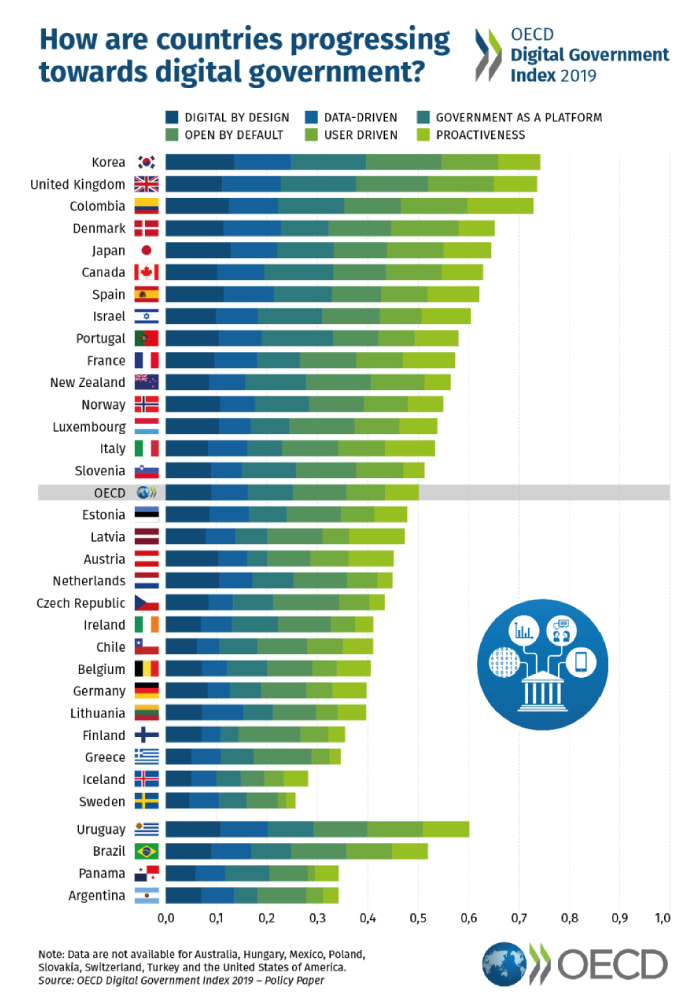 How are countries progressing
towards digital government?
OECD
Digital Government
Index 2019
DIGITAL BY DESIGN
DATA-DRIVEN
GOVERNMENT AS A PLATFORM
OPEN BY DEFAULT
USER DRIVEN
PROACTIVENESS
Korea
United Kingdom
Colombia
Denmark
Japan
Canada
Spain
Israel
Portugal
France
New Zealand
Norway
Luxembourg
Italy
Slovenia
OECD
Estonia
Latvia
Austria
Netherlands
Czech Republic
Ireland
Chile
Belgium
Germany
Lithuania
Finland
Greece
Iceland
Sweden
Uruguay
Brazil
Panama
Argentina
0,0 0,1 0,2 0,3 0,4 0,5 0,6 0,7 0,8 0,9 1,0
Note: Data are not available for Australia, Hungary, Mexico, Poland,
Slovakia, Switzerland, Turkey and the United States of America.
Source: OECD Digital Government Index 2019 – Policy Paper
OECD